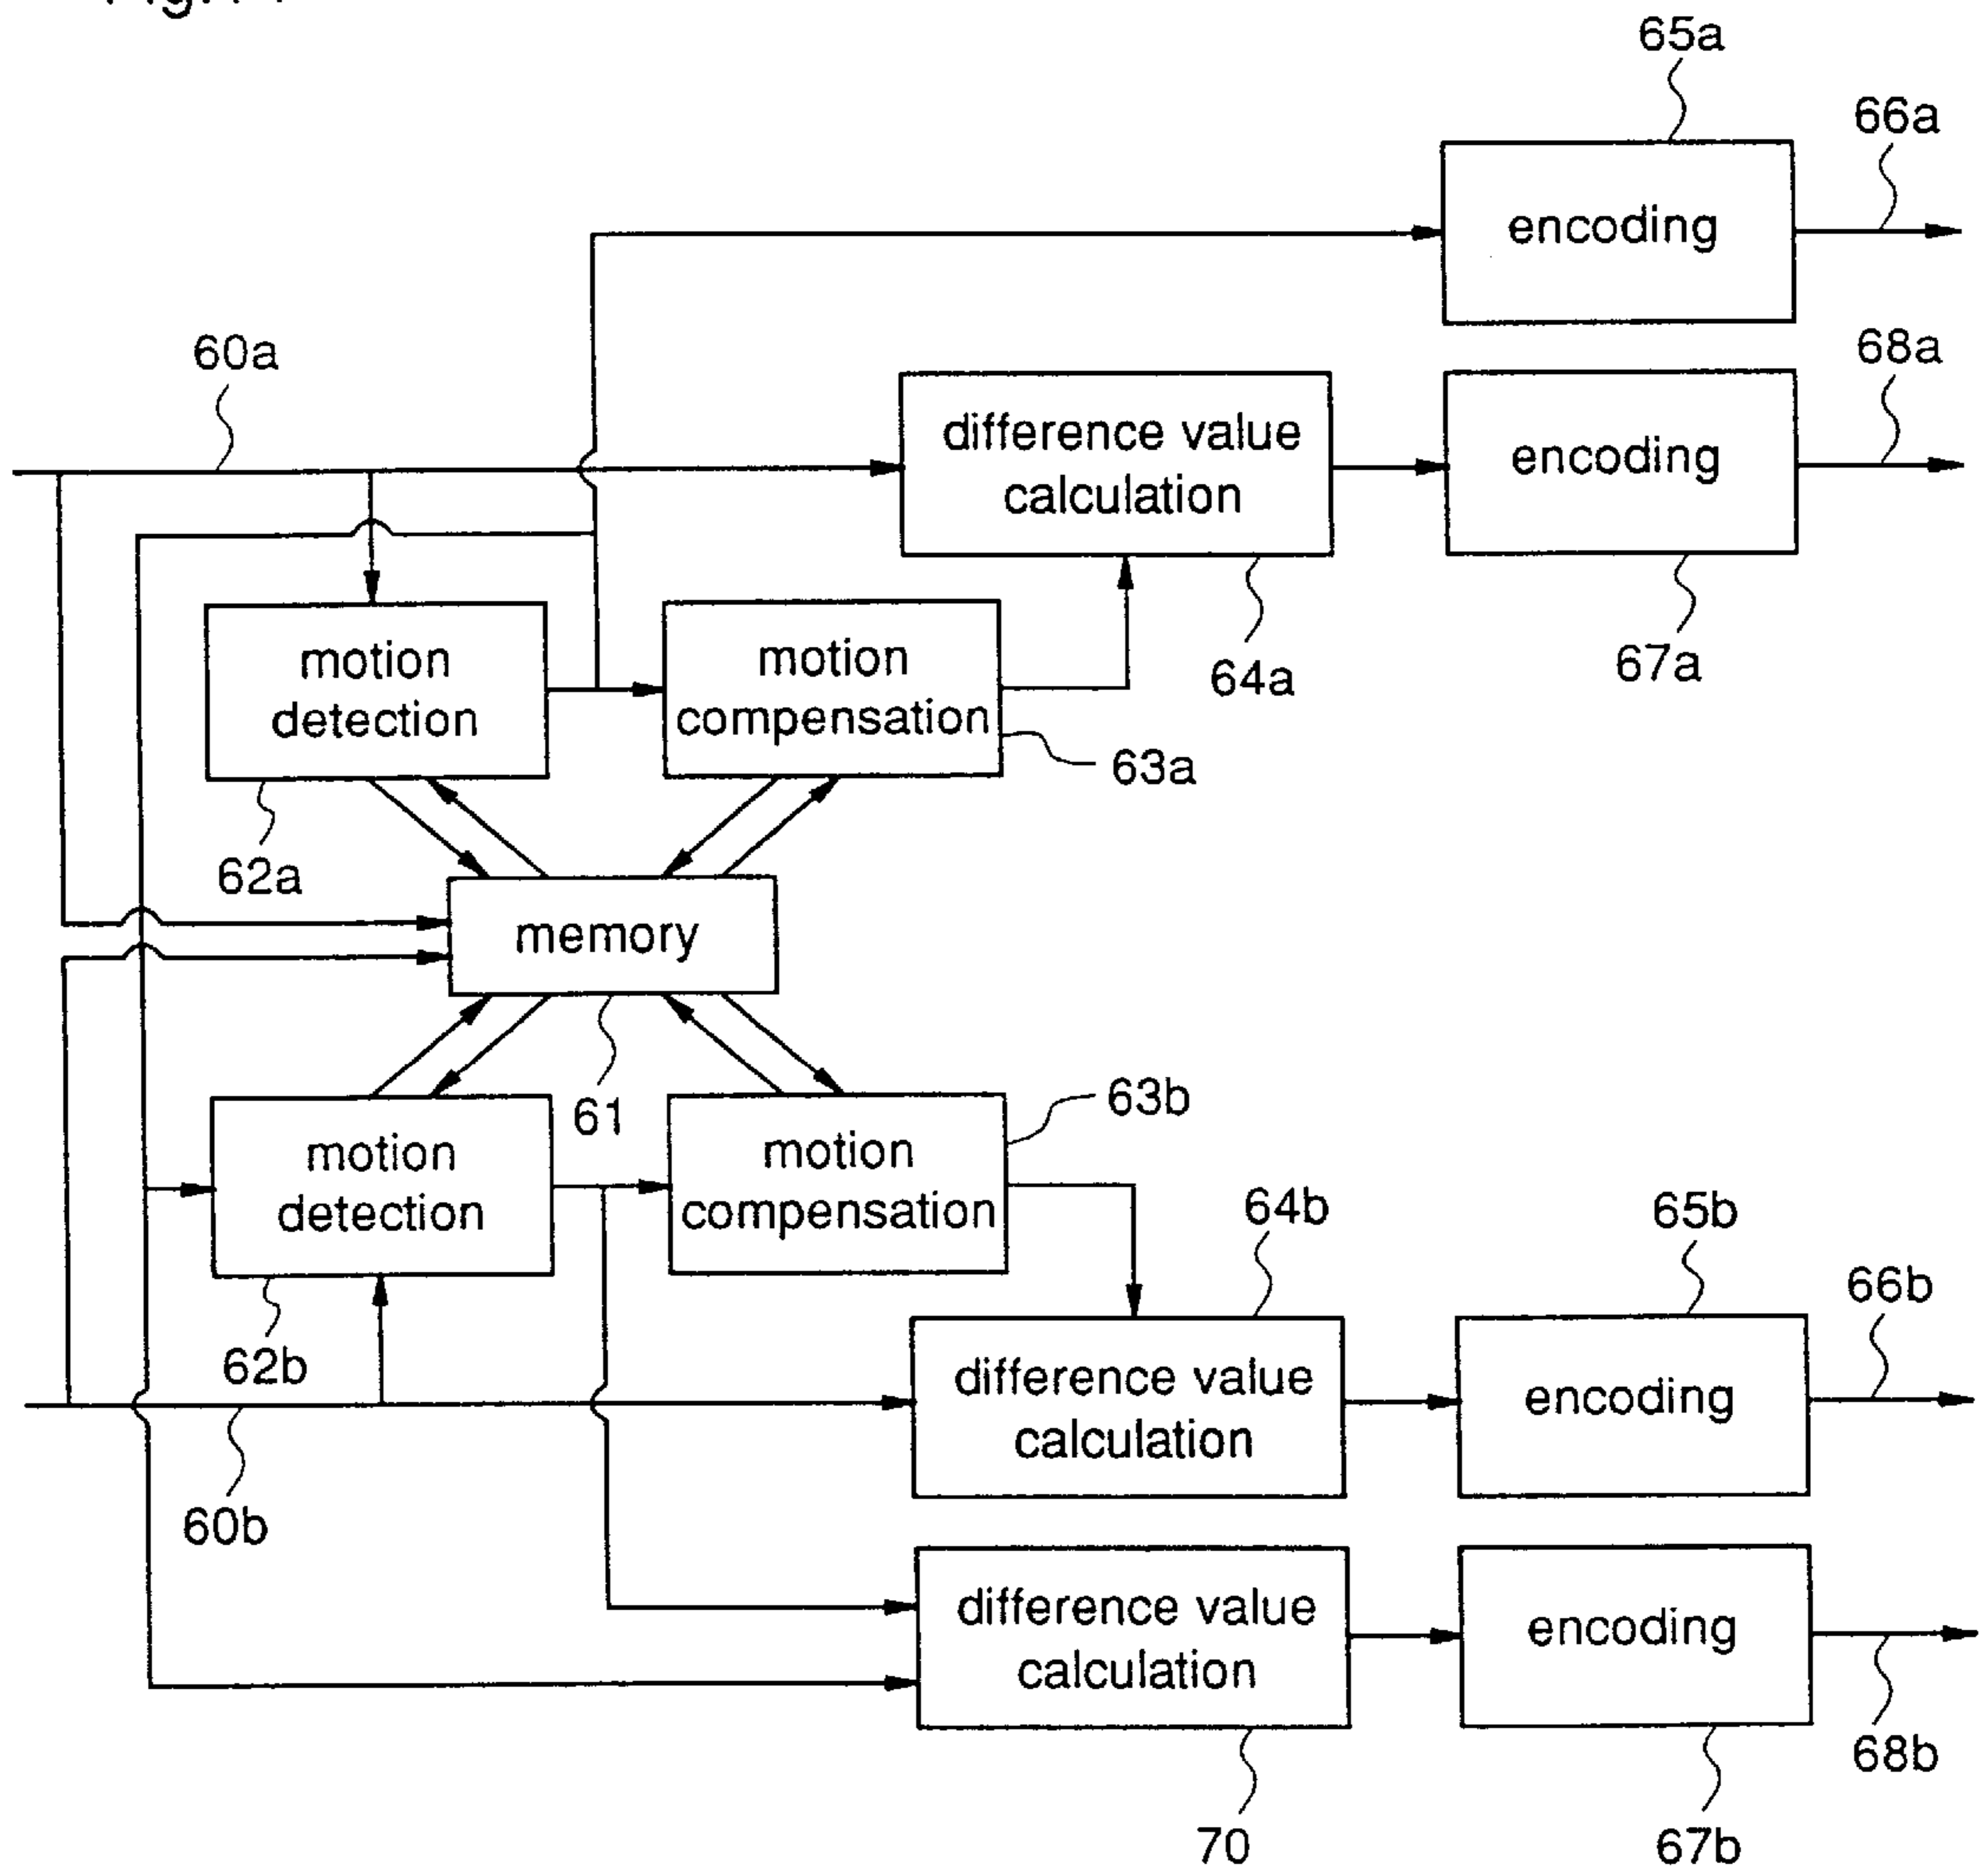 65a
66a
encoding
60a
68a
difference value
calculation
encoding
motion
detection
motion
compensation
64a
67a
63a
62a
memory
61
63b
motion
detection
motion
compensation
64b
65b
66b
62b
difference value
calculation
encoding
60b
difference value
calculation
encoding
68b
70
67b